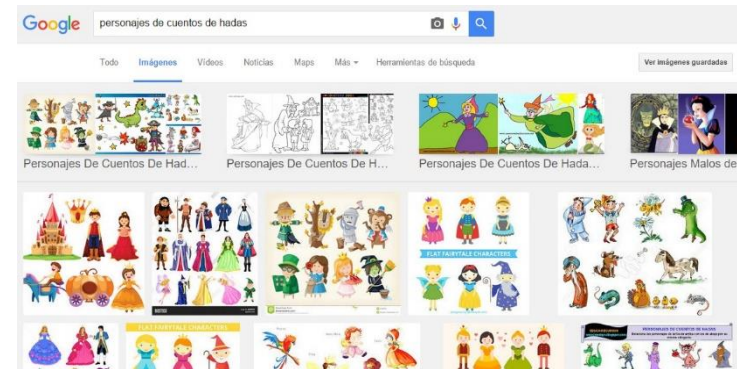 Google personajes de cuentos de hadas
Todo Imágenes Vídeos Noticias Maps Más Herramientas de búsqueda Ver imágenes guardadas
Personajes De Cuentos De Had... Personajes De Cuentos De H... Personajes De Cuentos De Hada... Personajes Malos de
FLAT FAIRYTALE CHARACTERS
FLAT FAIRYTALE CHARACTERS
PERSONAJES DE CUENTOS DE HADAS